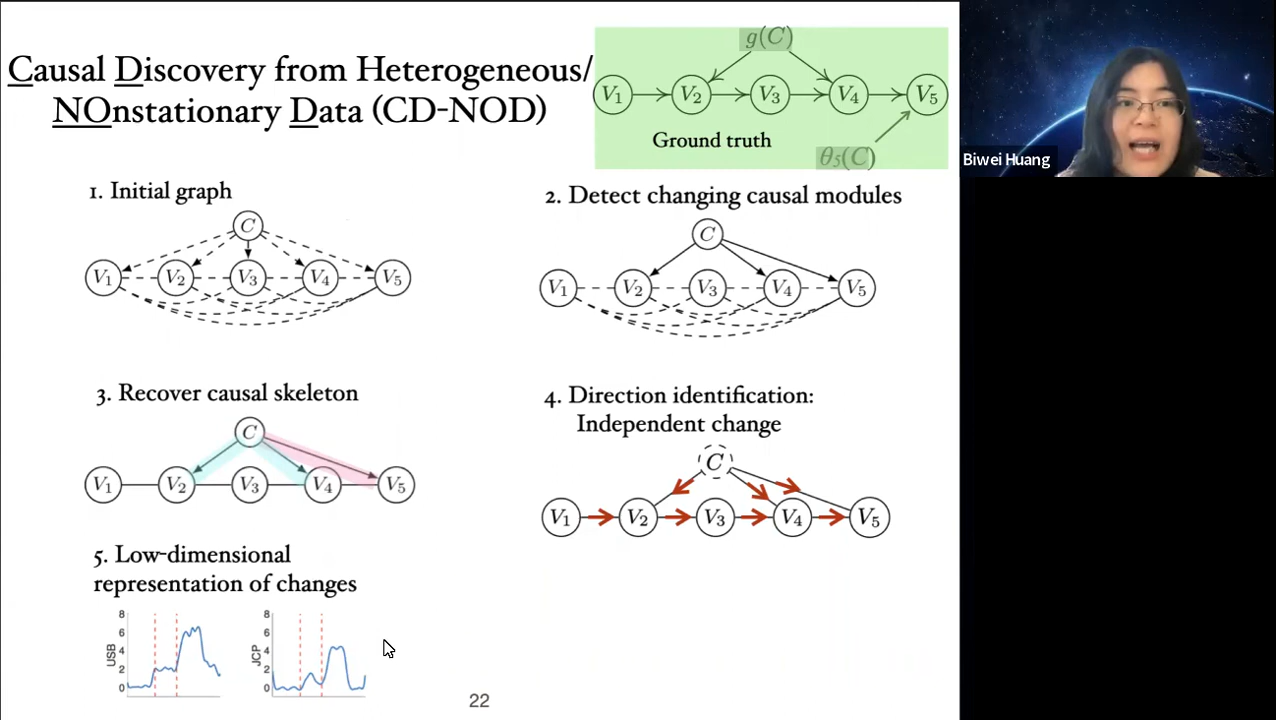 Causal Discovery from Heterogeneous/
NOnstationary Data (CD-NOD)
g(C)
V₁ V₂ V₃ V₄ V₅
Ground truth
θ₅(C)
Biwei Huang
1. Initial graph
C
V₁ V₂ V₃ V₄ V₅
2. Detect changing causal modules
C
V₁ V₂ V₃ V₄ V₅
3. Recover causal skeleton
C
V₁ V₂ V₃ V₄ V₅
4. Direction identification:
Independent change
C
V₁ V₂ V₃ V₄ V₅
5. Low-dimensional
representation of changes
8
6
4
2
0
USB
8
6
4
2
0
JCP
22